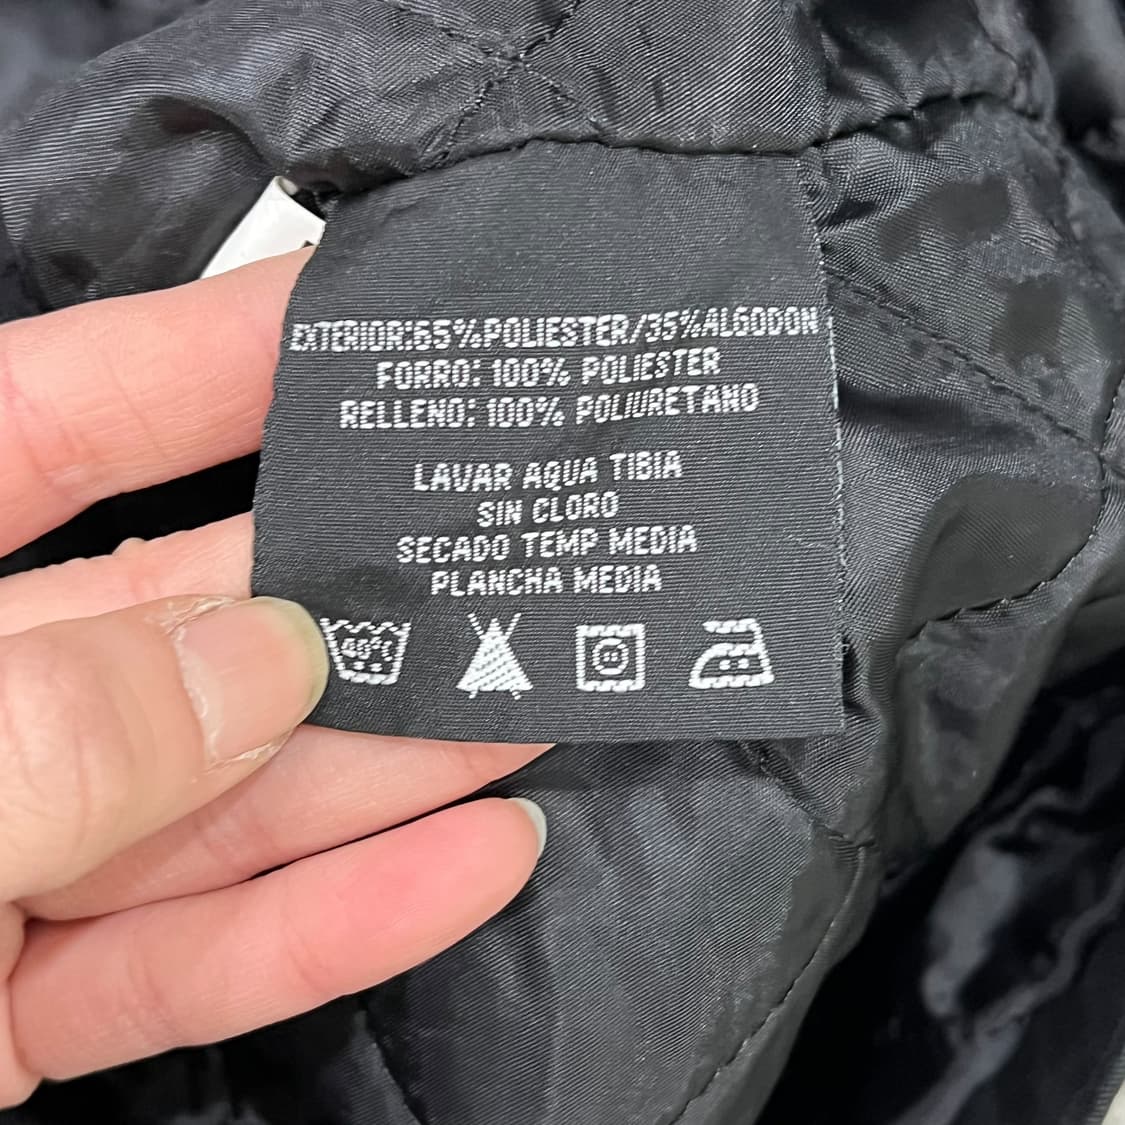 EXTERIOR:65%POLIESTER/35%ALGODON
FORRO: 100% POLIESTER
RELLENO: 100% POLIURETANO
LAVAR AQUA TIBIA
SIN CLORO
SECADO TEMP MEDIA
PLANCHA MEDIA
40°C